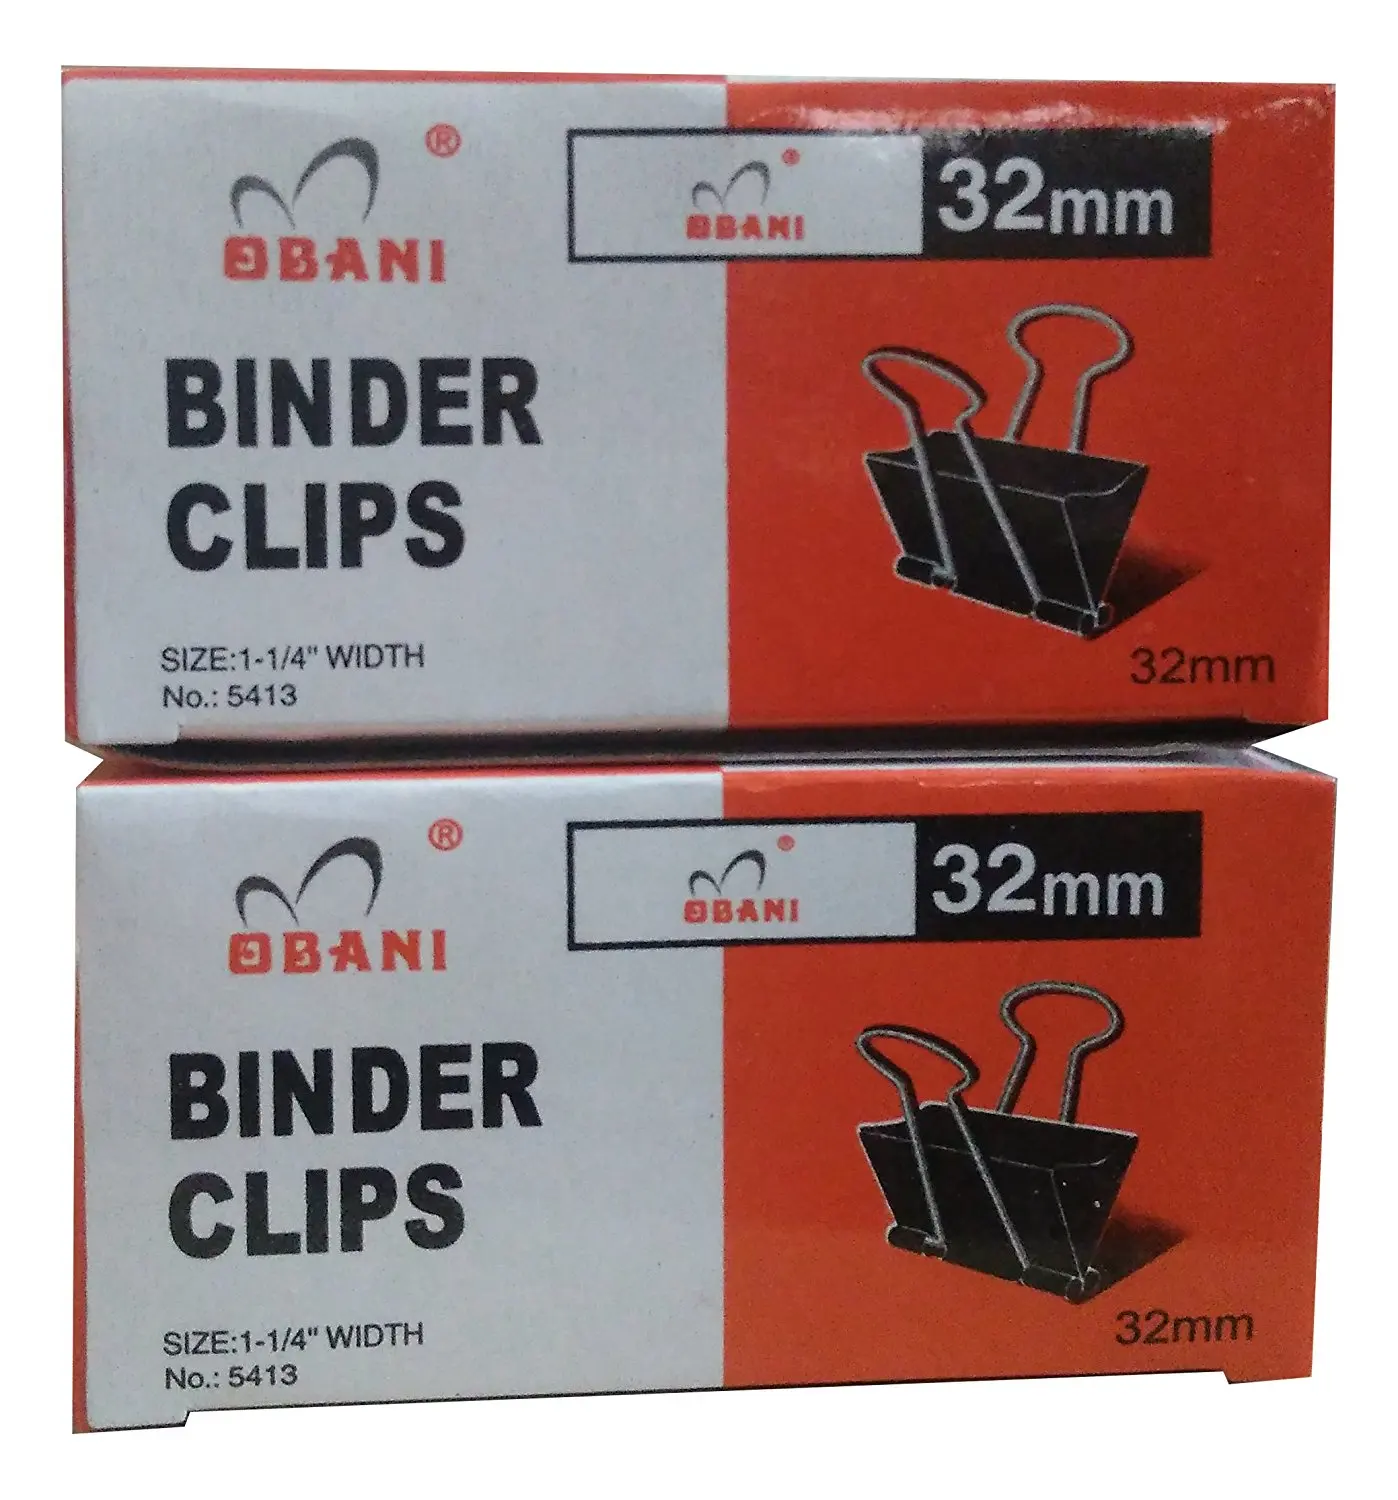 ®
OBANI
®
OBANI
32mm
BINDER
CLIPS
SIZE:1-1/4" WIDTH
No.: 5413
32mm
®
OBANI
®
OBANI
32mm
BINDER
CLIPS
SIZE:1-1/4" WIDTH
No.: 5413
32mm